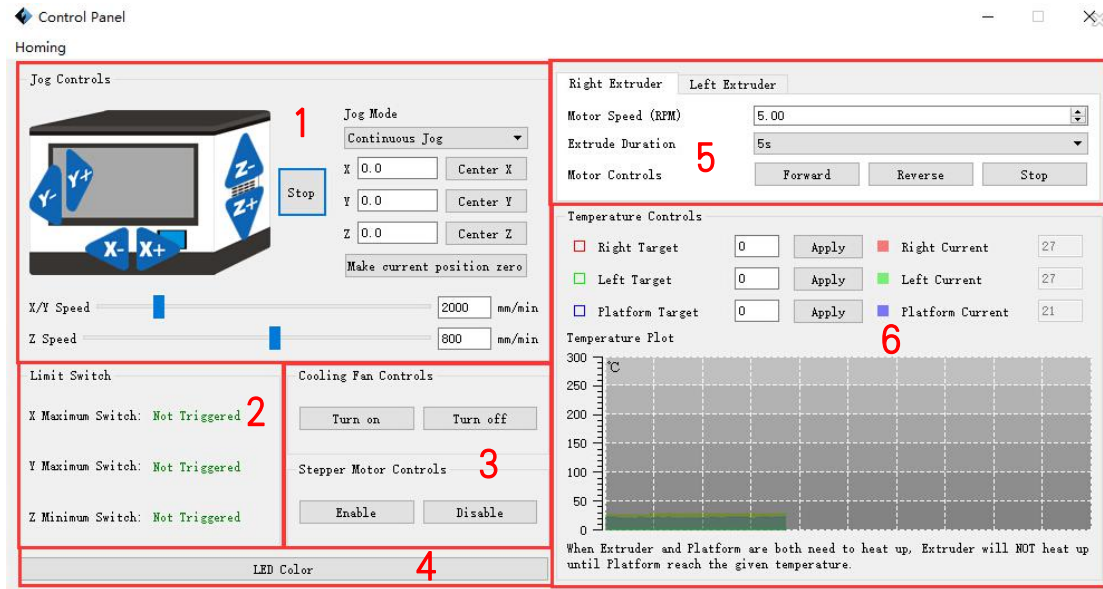 Control Panel
Homing
Jog Controls
1
Y- Y+ Z- Z+ X- X+
Stop
Jog Mode
Continuous Jog
X 0.0 Center X
Y 0.0 Center Y
Z 0.0 Center Z
Make current position zero
X/Y Speed 2000 mm/min
Z Speed 800 mm/min
Limit Switch
2
X Maximum Switch: Not Triggered
Y Maximum Switch: Not Triggered
Z Minimum Switch: Not Triggered
Cooling Fan Controls
Turn on Turn off
3
Stepper Motor Controls
Enable Disable
LED Color
4
Right Extruder Left Extruder
Motor Speed (RPM) 5.00
Extrude Duration 5s
5
Motor Controls Forward Reverse Stop
Temperature Controls
Right Target 0 Apply Right Current 27
Left Target 0 Apply Left Current 27
Platform Target 0 Apply Platform Current 21
6
Temperature Plot
300 °C
250
200
150
100
50
0
When Extruder and Platform are both need to heat up, Extruder will NOT heat up
until Platform reach the given temperature.